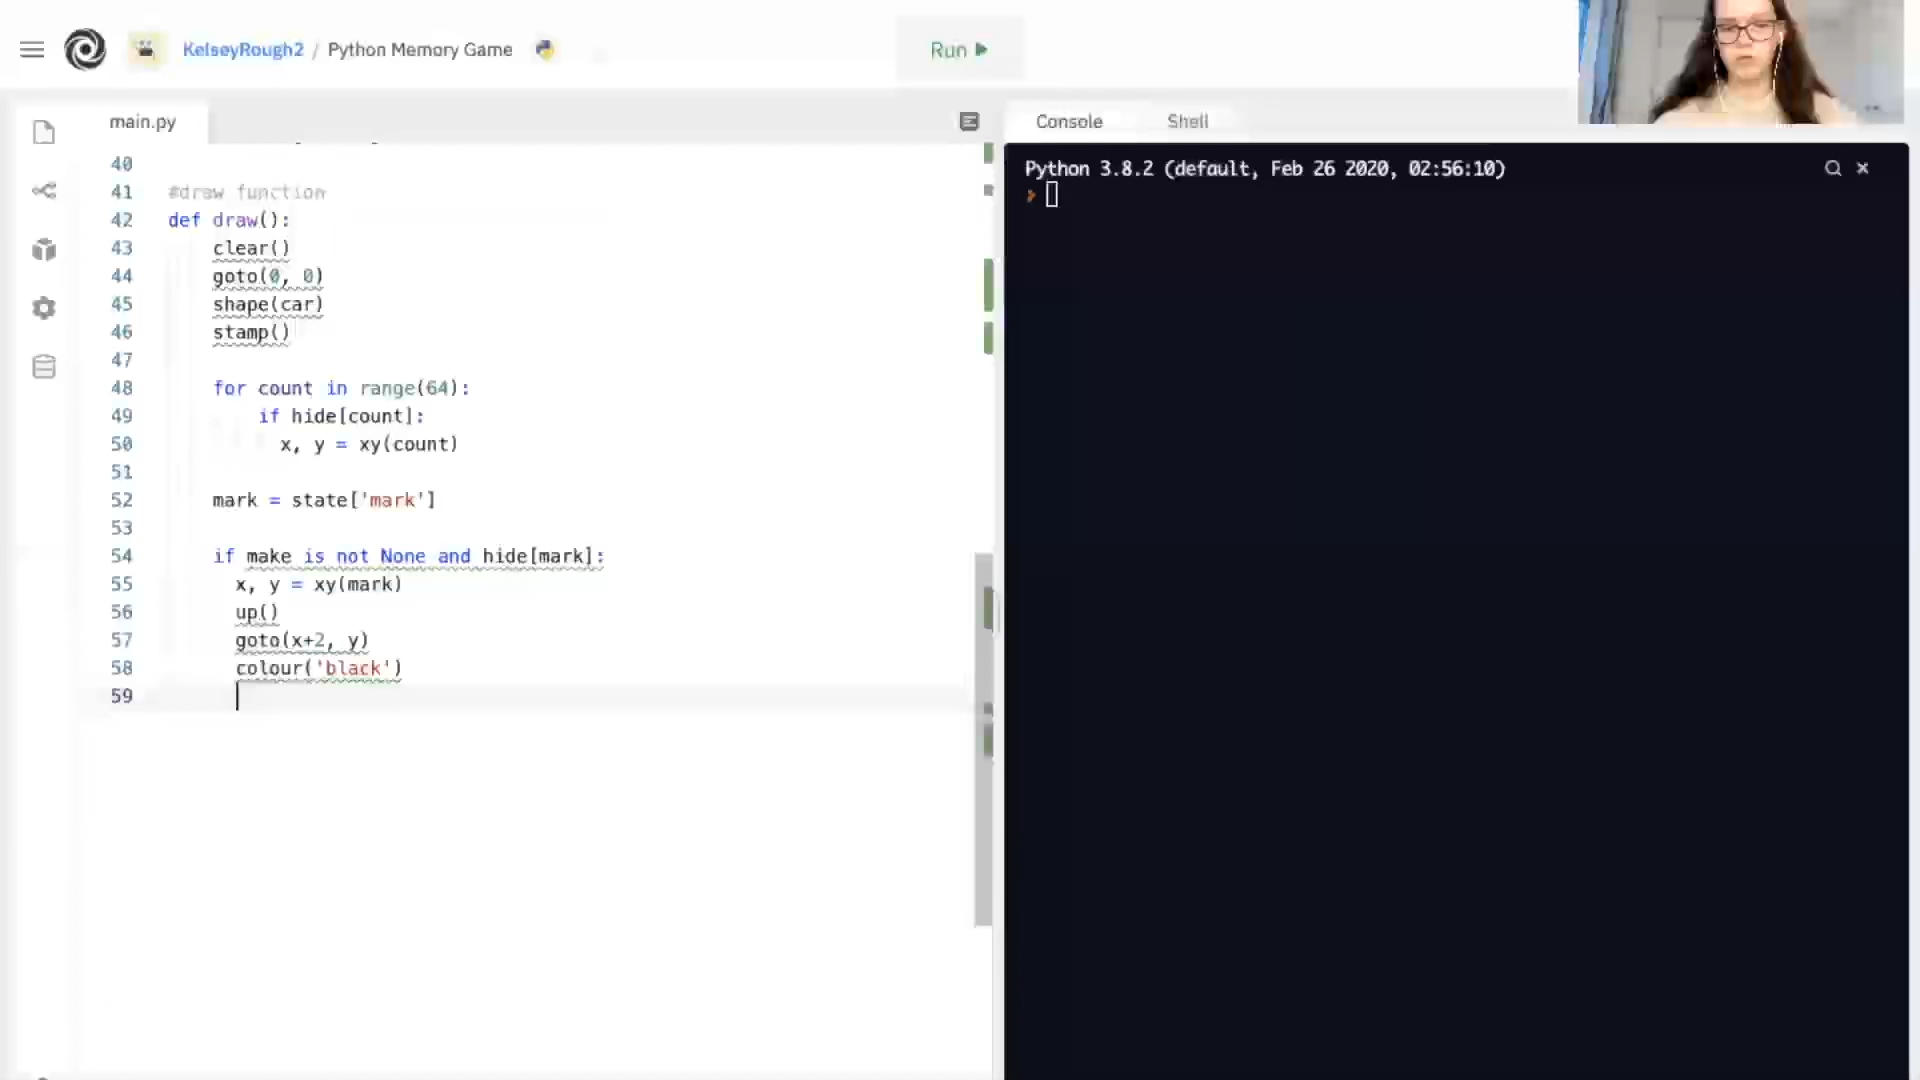 KelseyRough2 / Python Memory Game
Run
main.py
Console
Shell
40
41 #draw function
42 def draw():
43 clear()
44 goto(0, 0)
45 shape(car)
46 stamp()
47
48 for count in range(64):
49 if hide[count]:
50 x, y = xy(count)
51
52 mark = state['mark']
53
54 if make is not None and hide[mark]:
55 x, y = xy(mark)
56 up()
57 goto(x+2, y)
58 colour('black')
59
Python 3.8.2 (default, Feb 26 2020, 02:56:10)